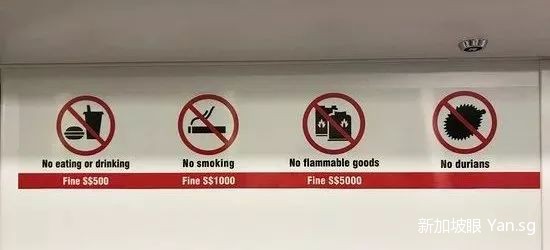 No eating or drinking
Fine S$500
No smoking
Fine S$1000
No flammable goods
Fine S$5000
No durians
新加坡眼 Yan.sg